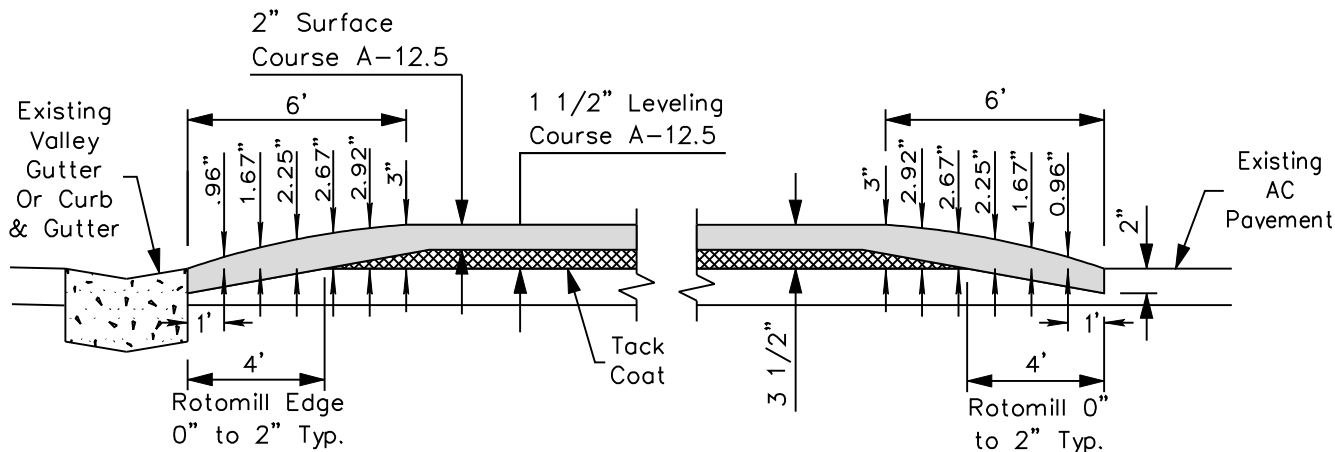 2” Surface
Course A-12.5
1 1/2” Leveling
Course A-12.5
Existing
Valley
Gutter
Or Curb
& Gutter
6’
.96”
1.67”
2.25”
2.67”
2.92”
3”
6’
3”
2.92”
2.67”
2.25”
1.67”
0.96”
Existing
AC
Pavement
2”
1’
4’
Rotomill Edge
0” to 2” Typ.
Tack
Coat
3 1/2”
1’
4’
Rotomill 0”
to 2” Typ.